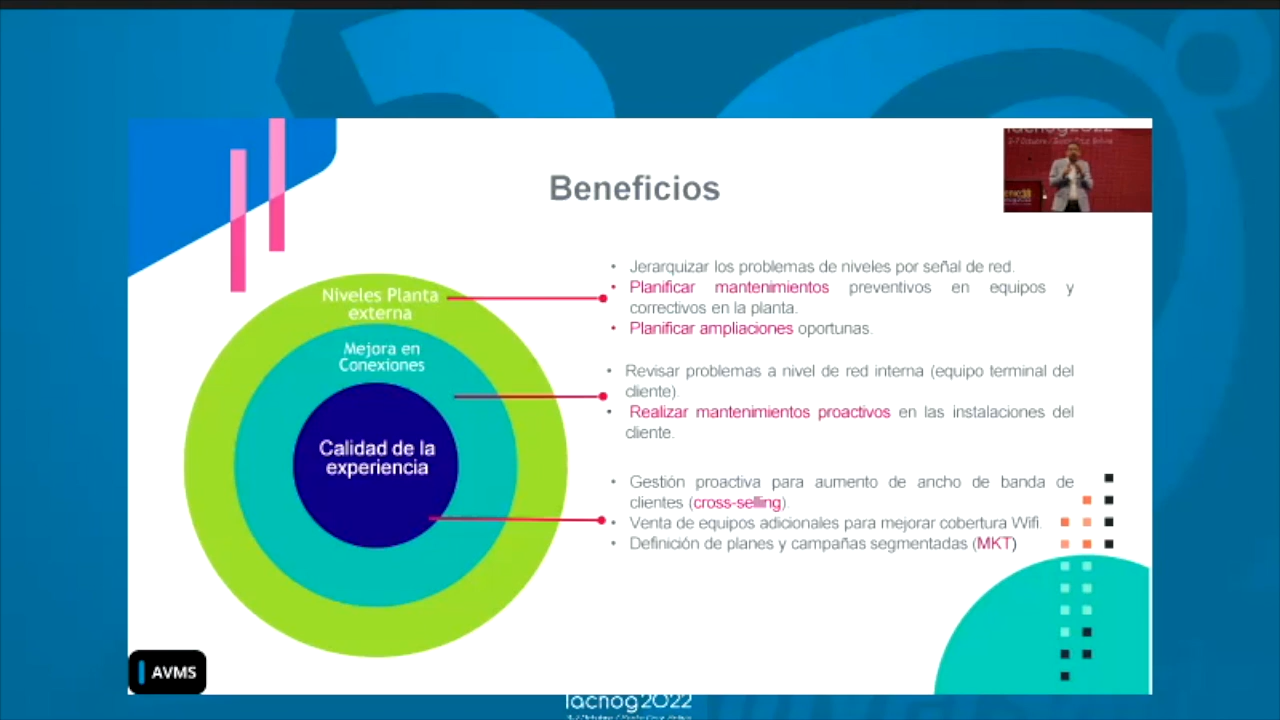 Beneficios
lacnog2022
Niveles Planta
externa
Mejora en
Conexiones
Calidad de la
experiencia
• Jerarquizar los problemas de niveles por señal de red.
• Planificar mantenimientos preventivos en equipos y
correctivos en la planta.
• Planificar ampliaciones oportunas.
• Revisar problemas a nivel de red interna (equipo terminal del
cliente).
• Realizar mantenimientos proactivos en las instalaciones del
cliente.
• Gestión proactiva para aumento de ancho de banda de
clientes (cross-selling)
• Venta de equipos adicionales para mejorar cobertura Wifi.
• Definición de planes y campañas segmentadas (MKT)
AVMS
lacnog2022